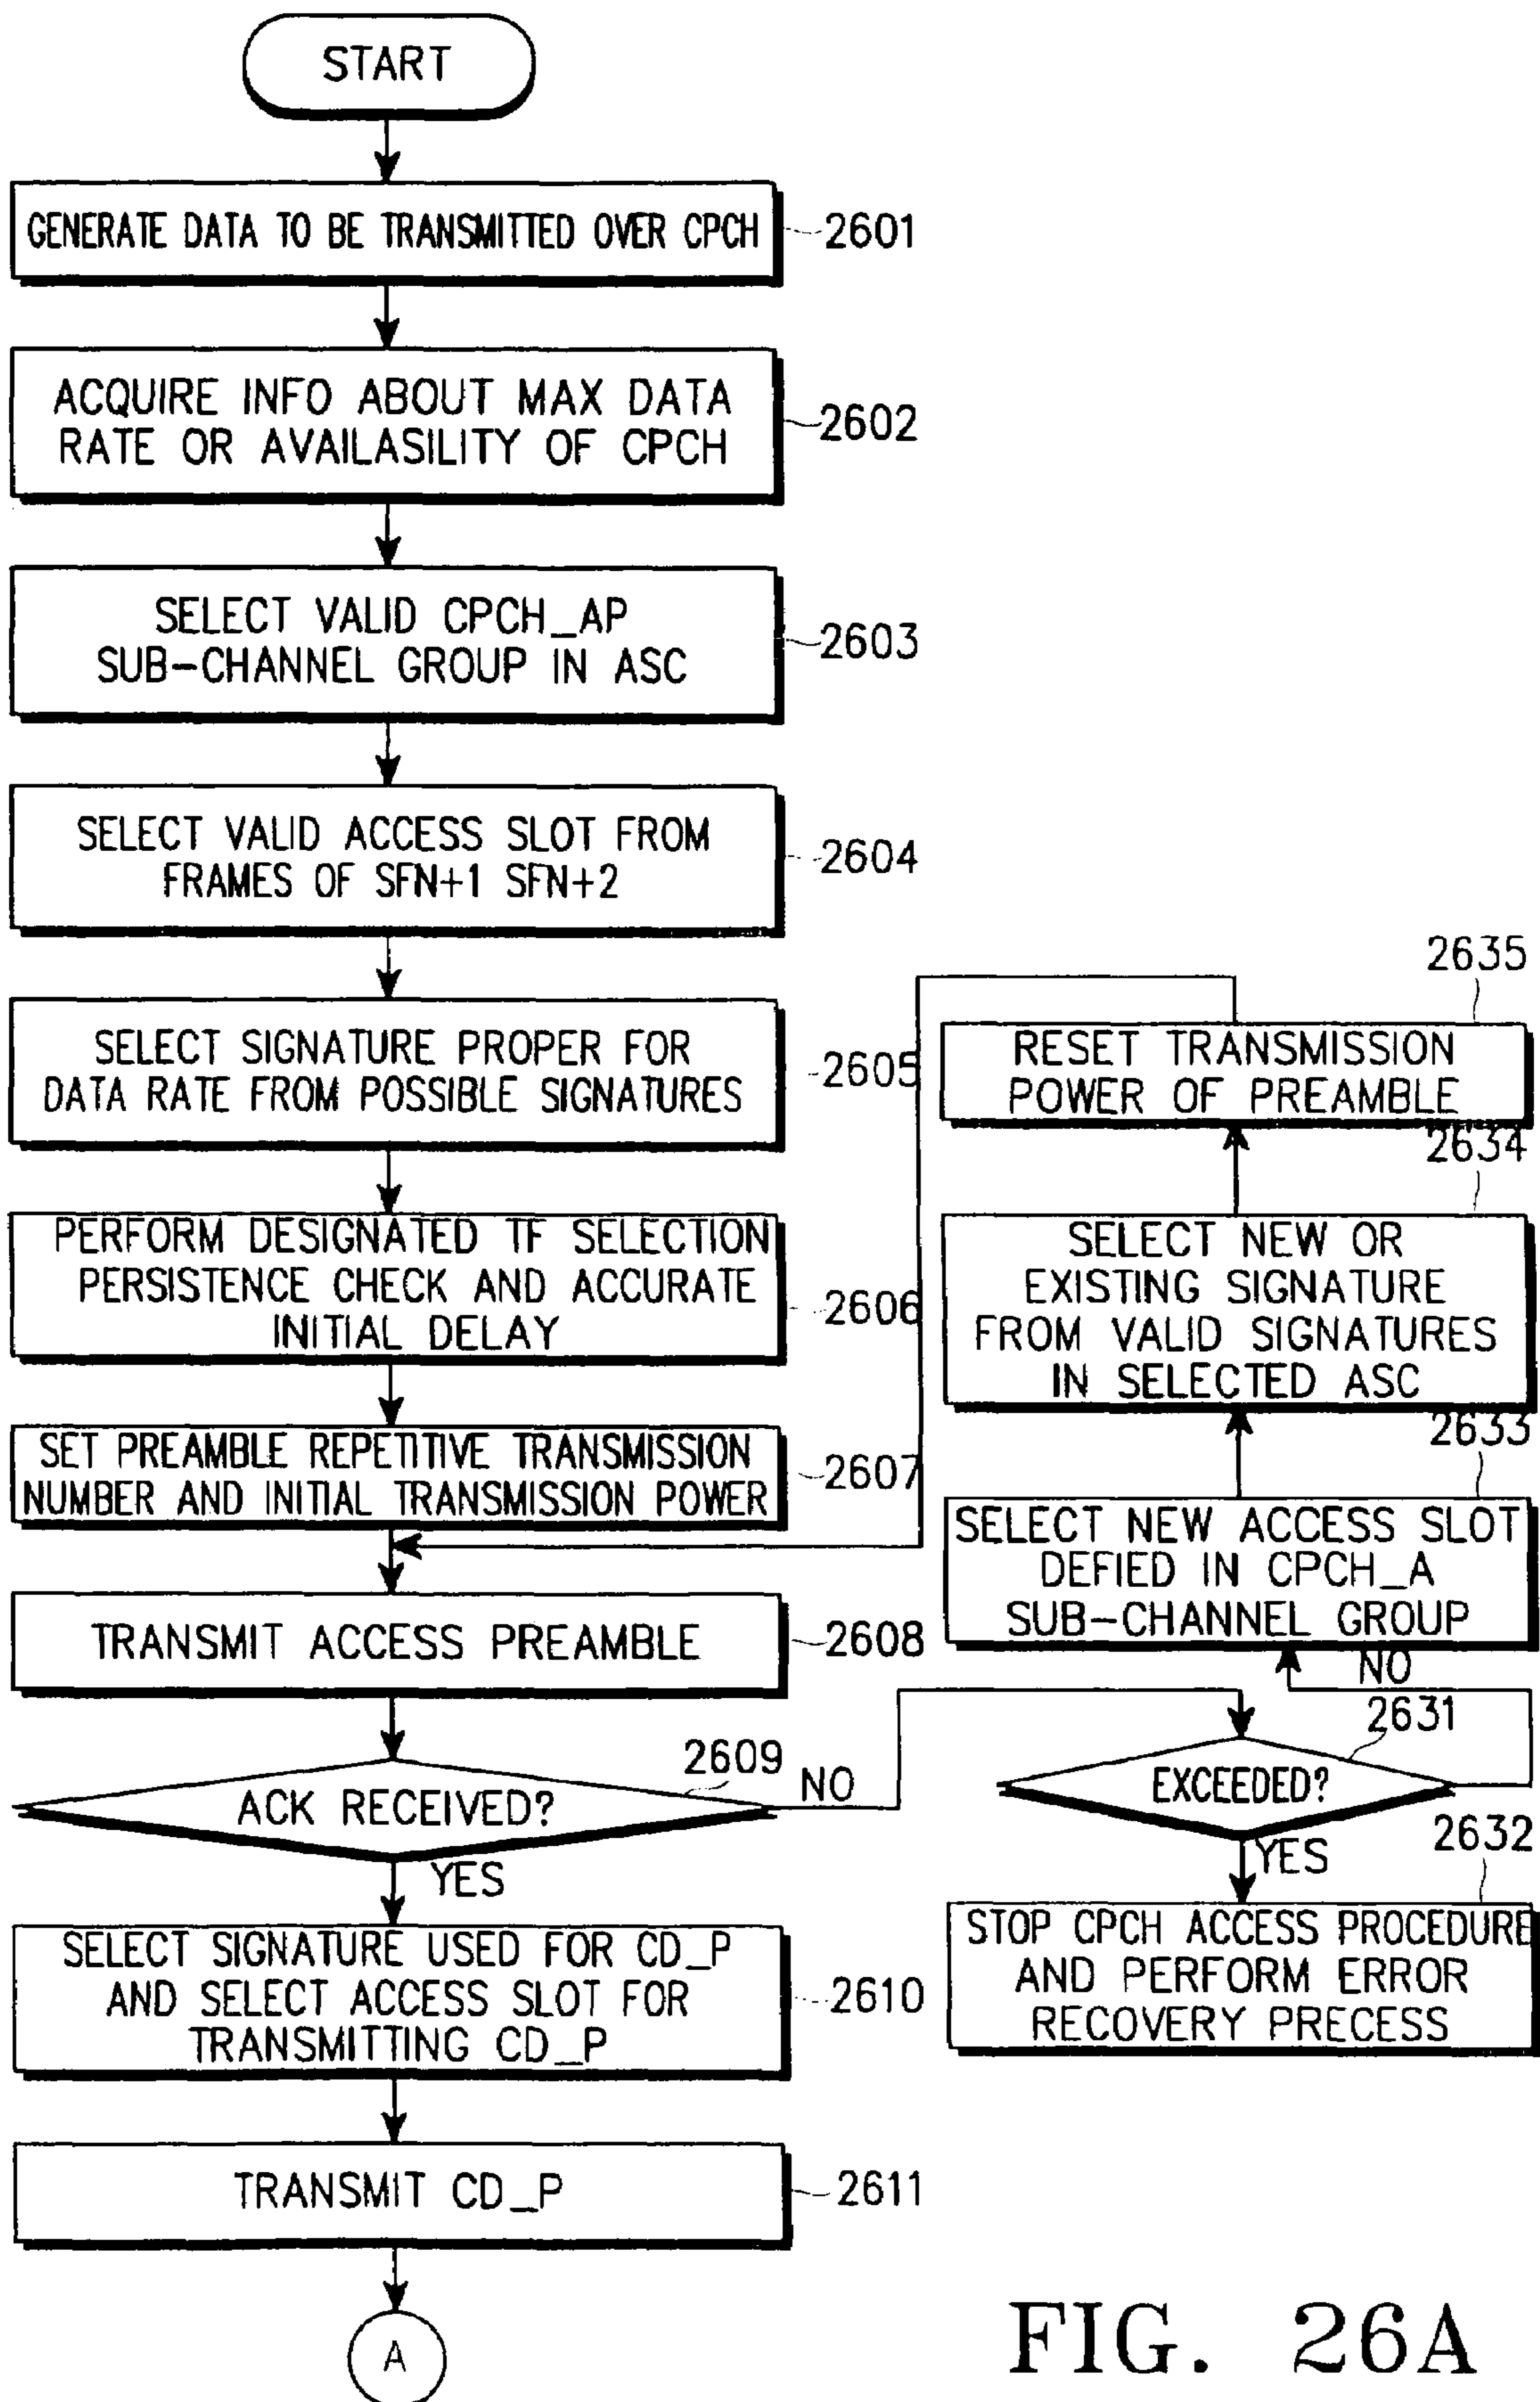 START
GENERATE DATA TO BE TRANSMITTED OVER CPCH
2601
ACQUIRE INFO ABOUT MAX DATA
RATE OR AVAILASILITY OF CPCH
2602
SELECT VALID CPCH_AP
SUB-CHANNEL GROUP IN ASC
2603
SELECT VALID ACCESS SLOT FROM
FRAMES OF SFN+1 SFN+2
2604
SELECT SIGNATURE PROPER FOR
DATA RATE FROM POSSIBLE SIGNATURES
2605
PERFORM DESIGNATED TF SELECTION
PERSISTENCE CHECK AND ACCURATE
INITIAL DELAY
2606
SET PREAMBLE REPETITIVE TRANSMISSION
NUMBER AND INITIAL TRANSMISSION POWER
2607
TRANSMIT ACCESS PREAMBLE
2608
ACK RECEIVED?
2609
NO
YES
SELECT SIGNATURE USED FOR CD_P
AND SELECT ACCESS SLOT FOR
TRANSMITTING CD_P
2610
TRANSMIT CD_P
2611
A
2635
RESET TRANSMISSION
POWER OF PREAMBLE
2634
SELECT NEW OR
EXISTING SIGNATURE
FROM VALID SIGNATURES
IN SELECTED ASC
2633
SELECT NEW ACCESS SLOT
DEFIED IN CPCH_A
SUB-CHANNEL GROUP
NO
2631
EXCEEDED?
YES
2632
STOP CPCH ACCESS PROCEDURE
AND PERFORM ERROR
RECOVERY PRECESS
FIG. 26A